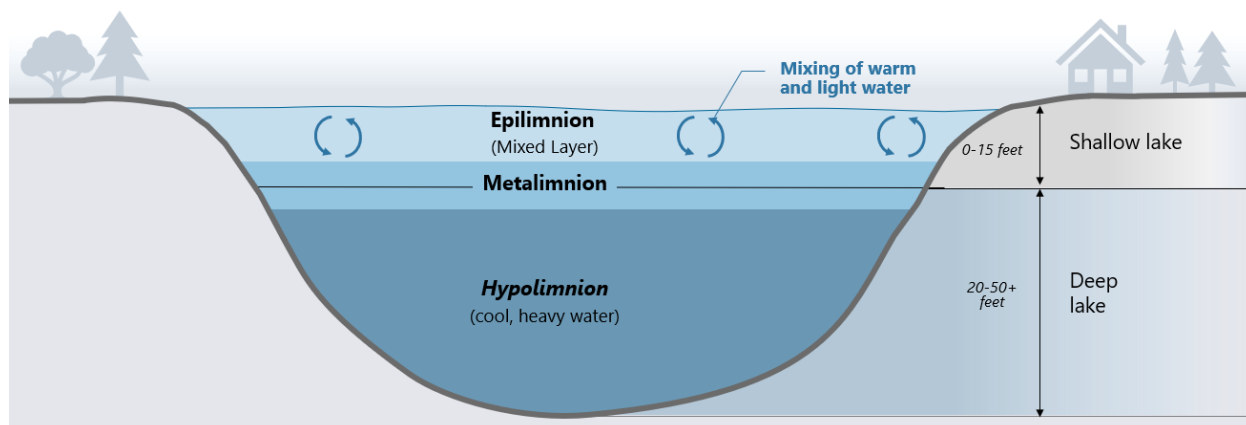 Mixing of warm
and light water
Epilimnion
(Mixed Layer)
0-15 feet
Shallow lake
Metalimnion
Hypolimnion
(cool, heavy water)
20-50+
feet
Deep
lake